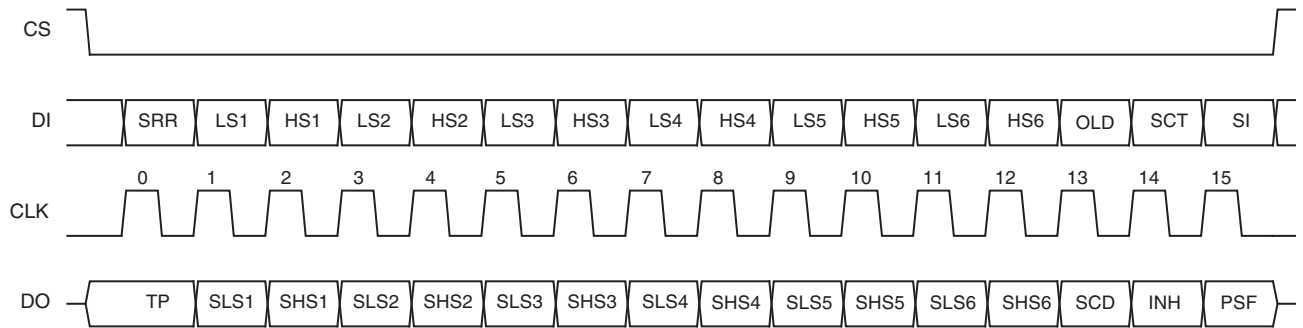 CS
DI SRR LS1 HS1 LS2 HS2 LS3 HS3 LS4 HS4 LS5 HS5 LS6 HS6 OLD SCT SI
0 1 2 3 4 5 6 7 8 9 10 11 12 13 14 15
CLK
DO TP SLS1 SHS1 SLS2 SHS2 SLS3 SHS3 SLS4 SHS4 SLS5 SHS5 SLS6 SHS6 SCD INH PSF